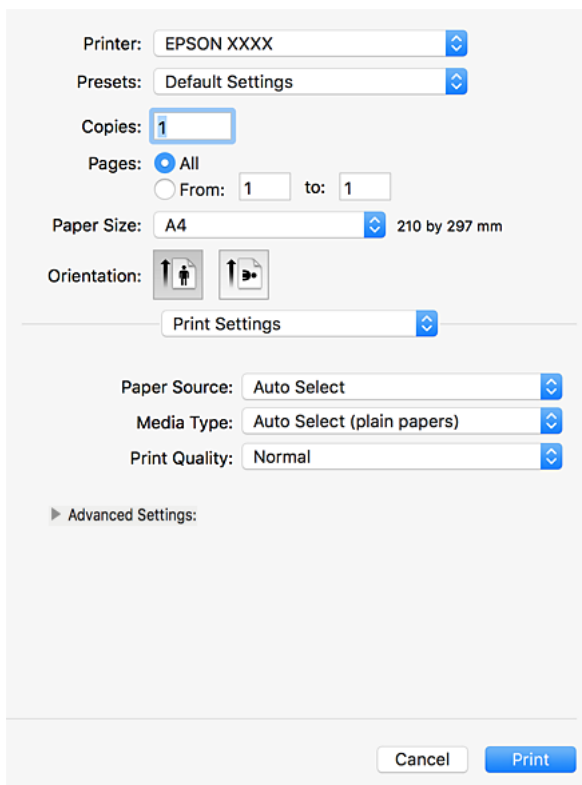 Printer: EPSON XXXX
Presets: Default Settings
Copies: 1
Pages: All
From: 1 to: 1
Paper Size: A4 210 by 297 mm
Orientation:
Print Settings
Paper Source: Auto Select
Media Type: Auto Select (plain papers)
Print Quality: Normal
Advanced Settings:
Cancel Print